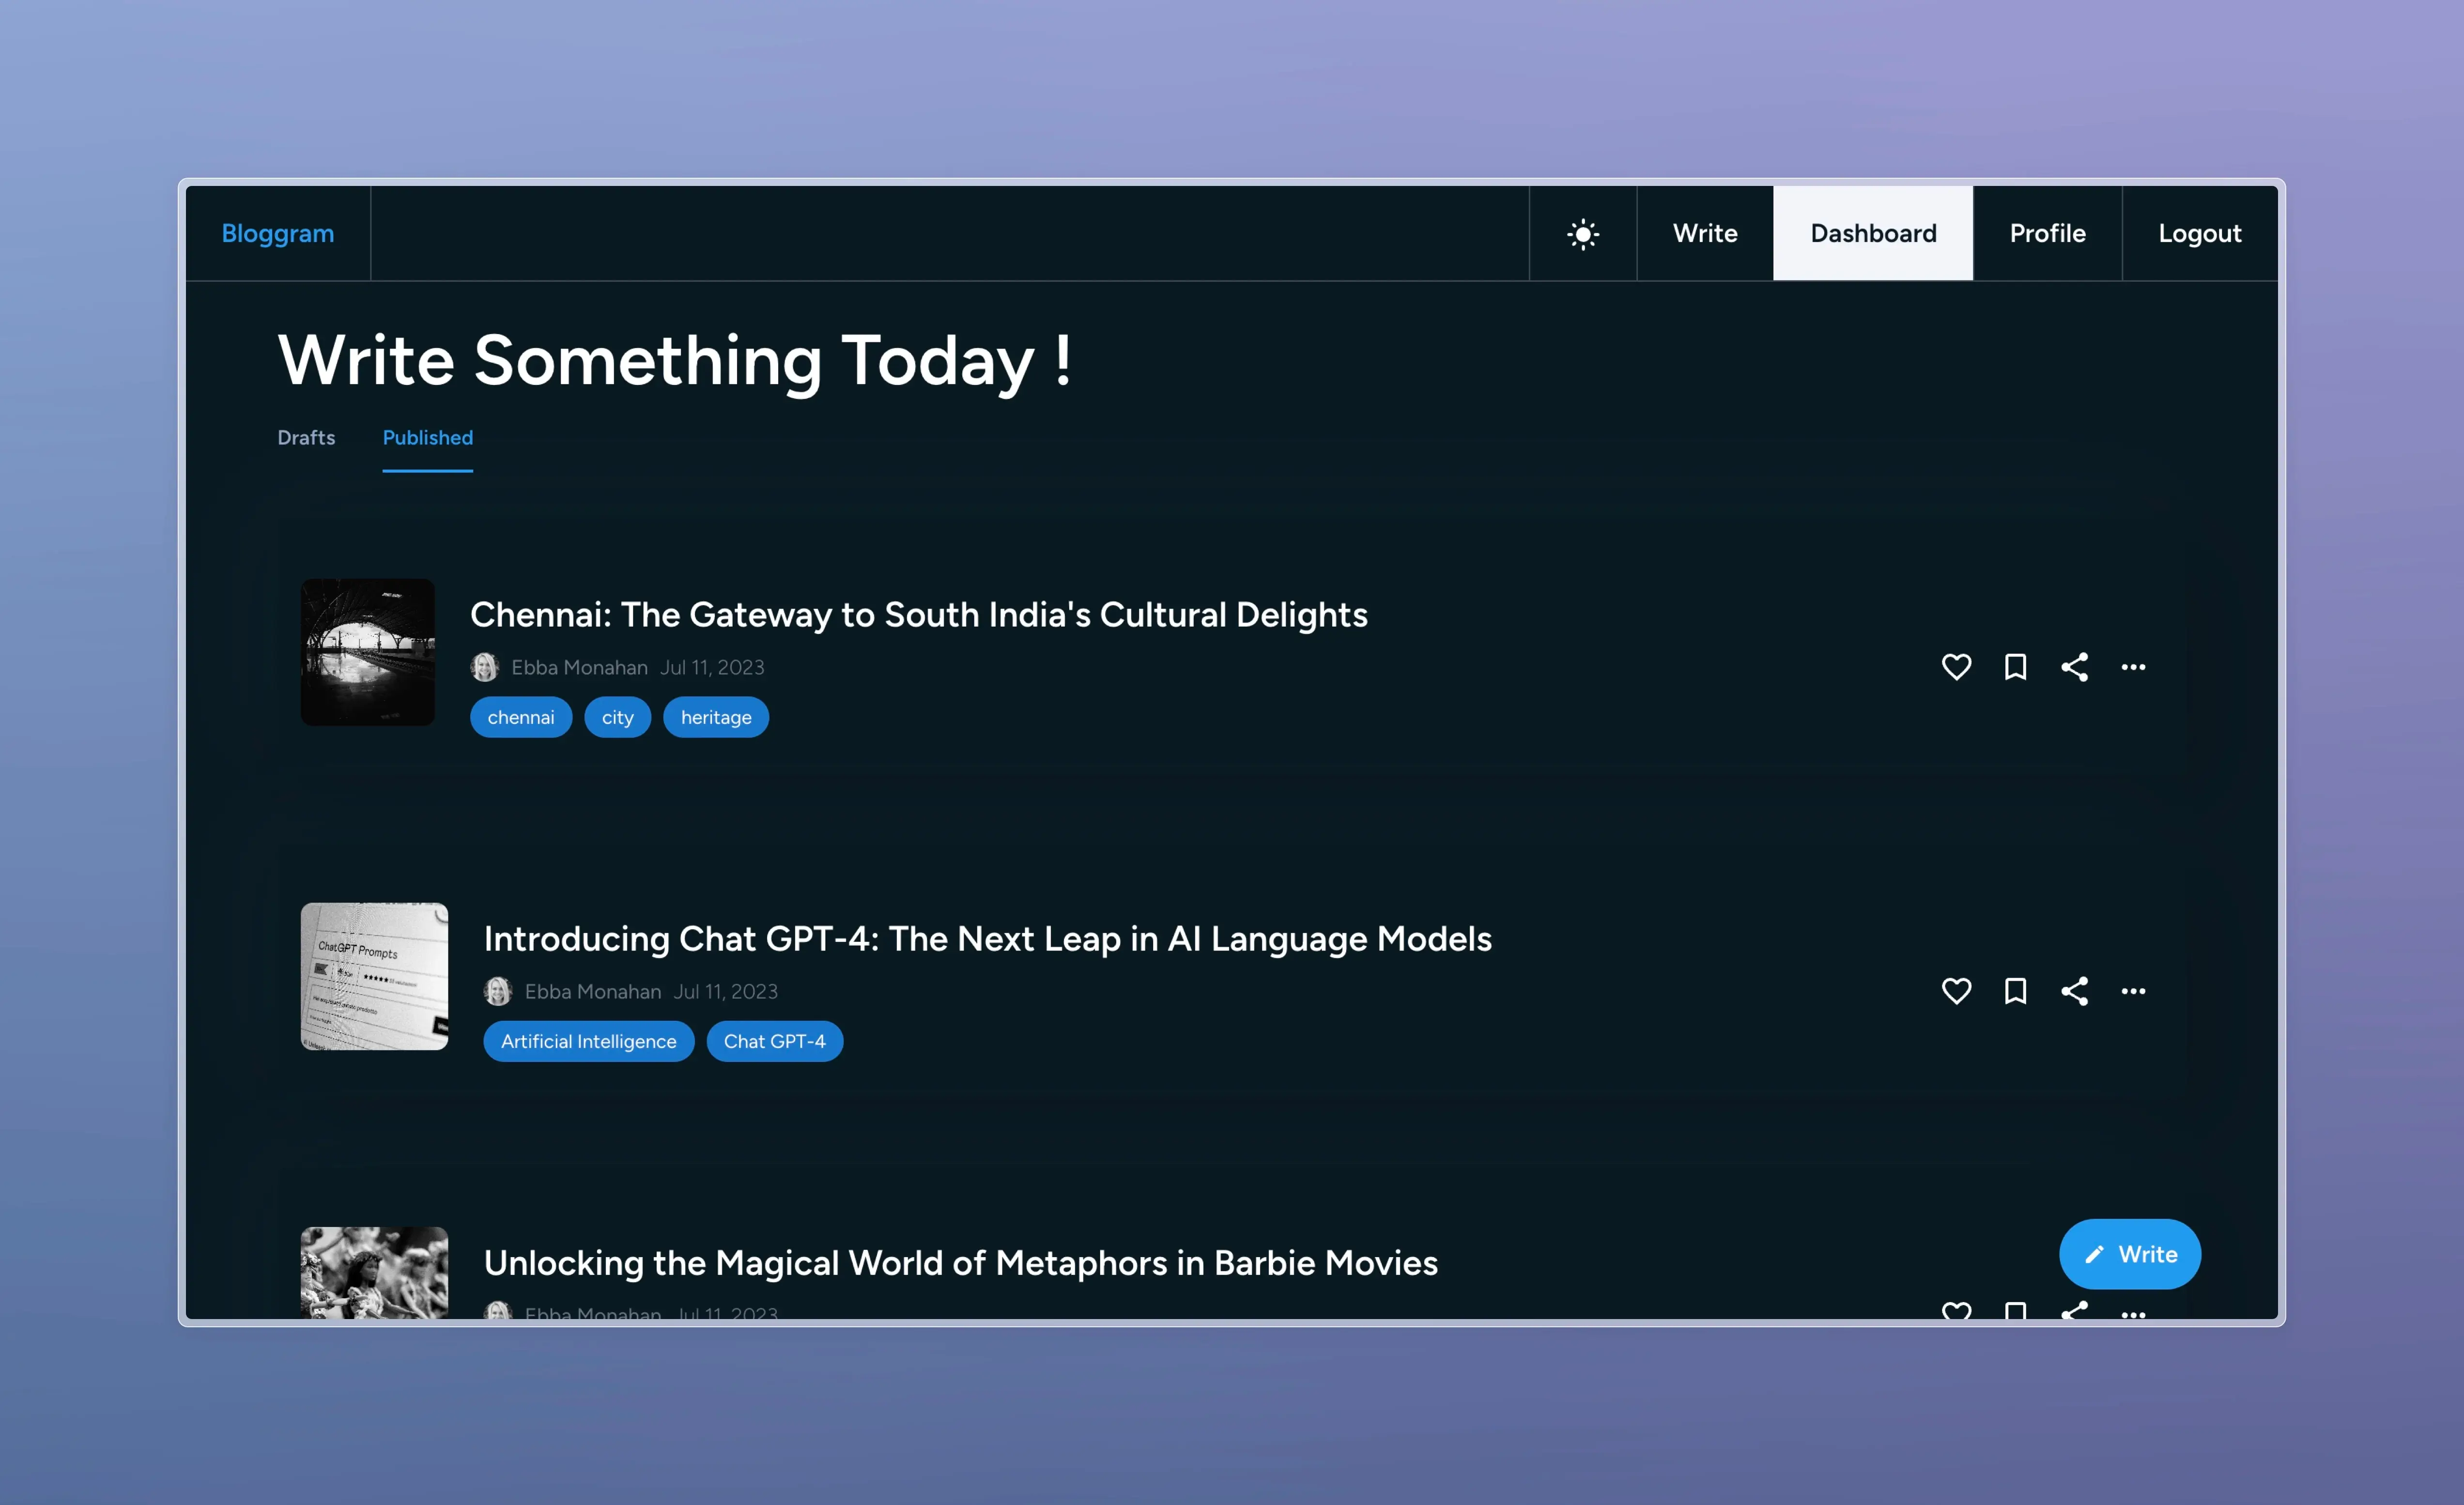 Bloggram
Write
Dashboard
Profile
Logout
Write Something Today !
Drafts
Published
Chennai: The Gateway to South India's Cultural Delights
Ebba Monahan Jul 11, 2023
chennai
city
heritage
ChatGPT Prompts
Introducing Chat GPT-4: The Next Leap in AI Language Models
Ebba Monahan Jul 11, 2023
Artificial Intelligence
Chat GPT-4
Unlocking the Magical World of Metaphors in Barbie Movies
Ebba Monahan Jul 11, 2023
Write